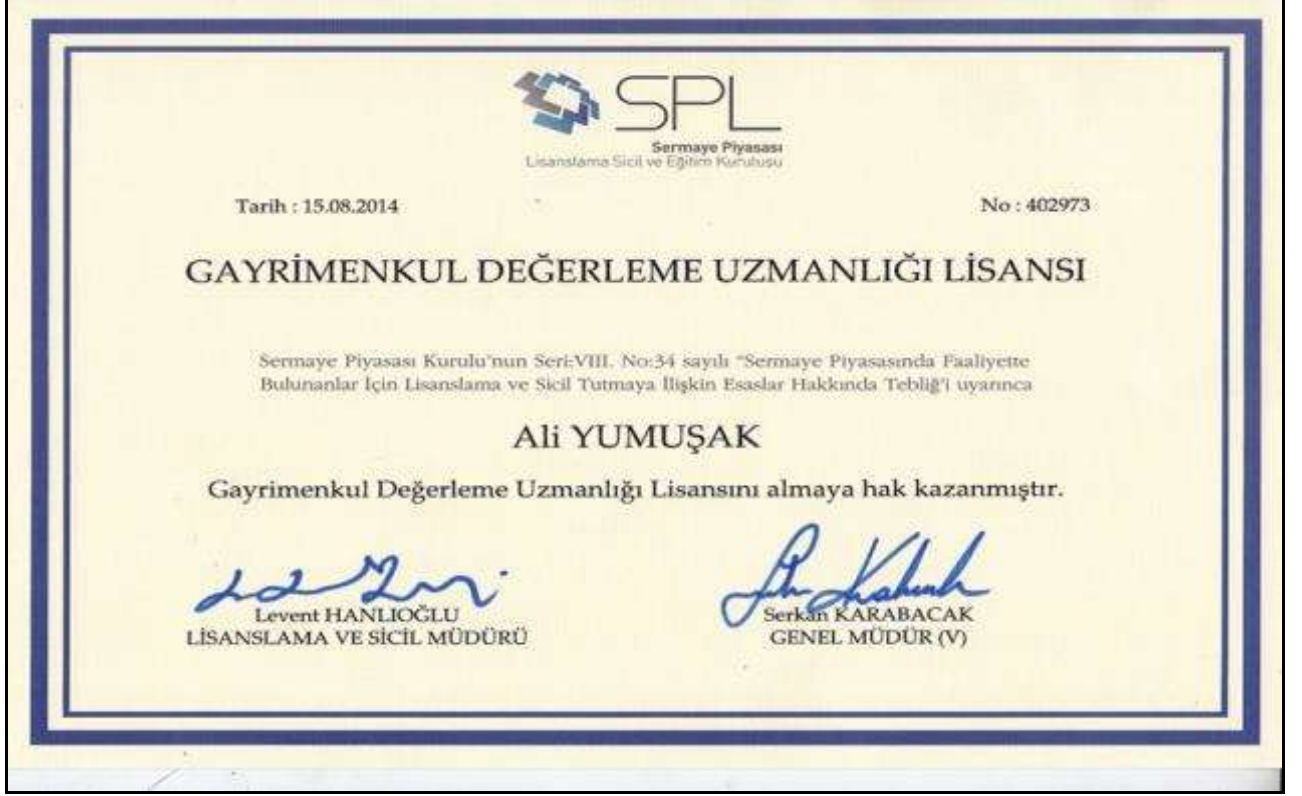 SPL
Sermaye Piyasası
Lisanslama Sicil ve Eğitim Kuruluşu
Tarih : 15.08.2014
No : 402973
GAYRİMENKUL DEĞERLEME UZMANLIĞI LİSANSI
Sermaye Piyasası Kurulu'nun Seri:VIII. No:34 sayılı "Sermaye Piyasasında Faaliyette
Bulunanlar İçin Lisanslama ve Sicil Tutmaya İlişkin Esaslar Hakkında Tebliğ'i uyarınca
Ali YUMUŞAK
Gayrimenkul Değerleme Uzmanlığı Lisansını almaya hak kazanmıştır.
Levent HANLIOĞLU
LİSANSLAMA VE SİCİL MÜDÜRÜ
Serkan KARABACAK
GENEL MÜDÜR (V)